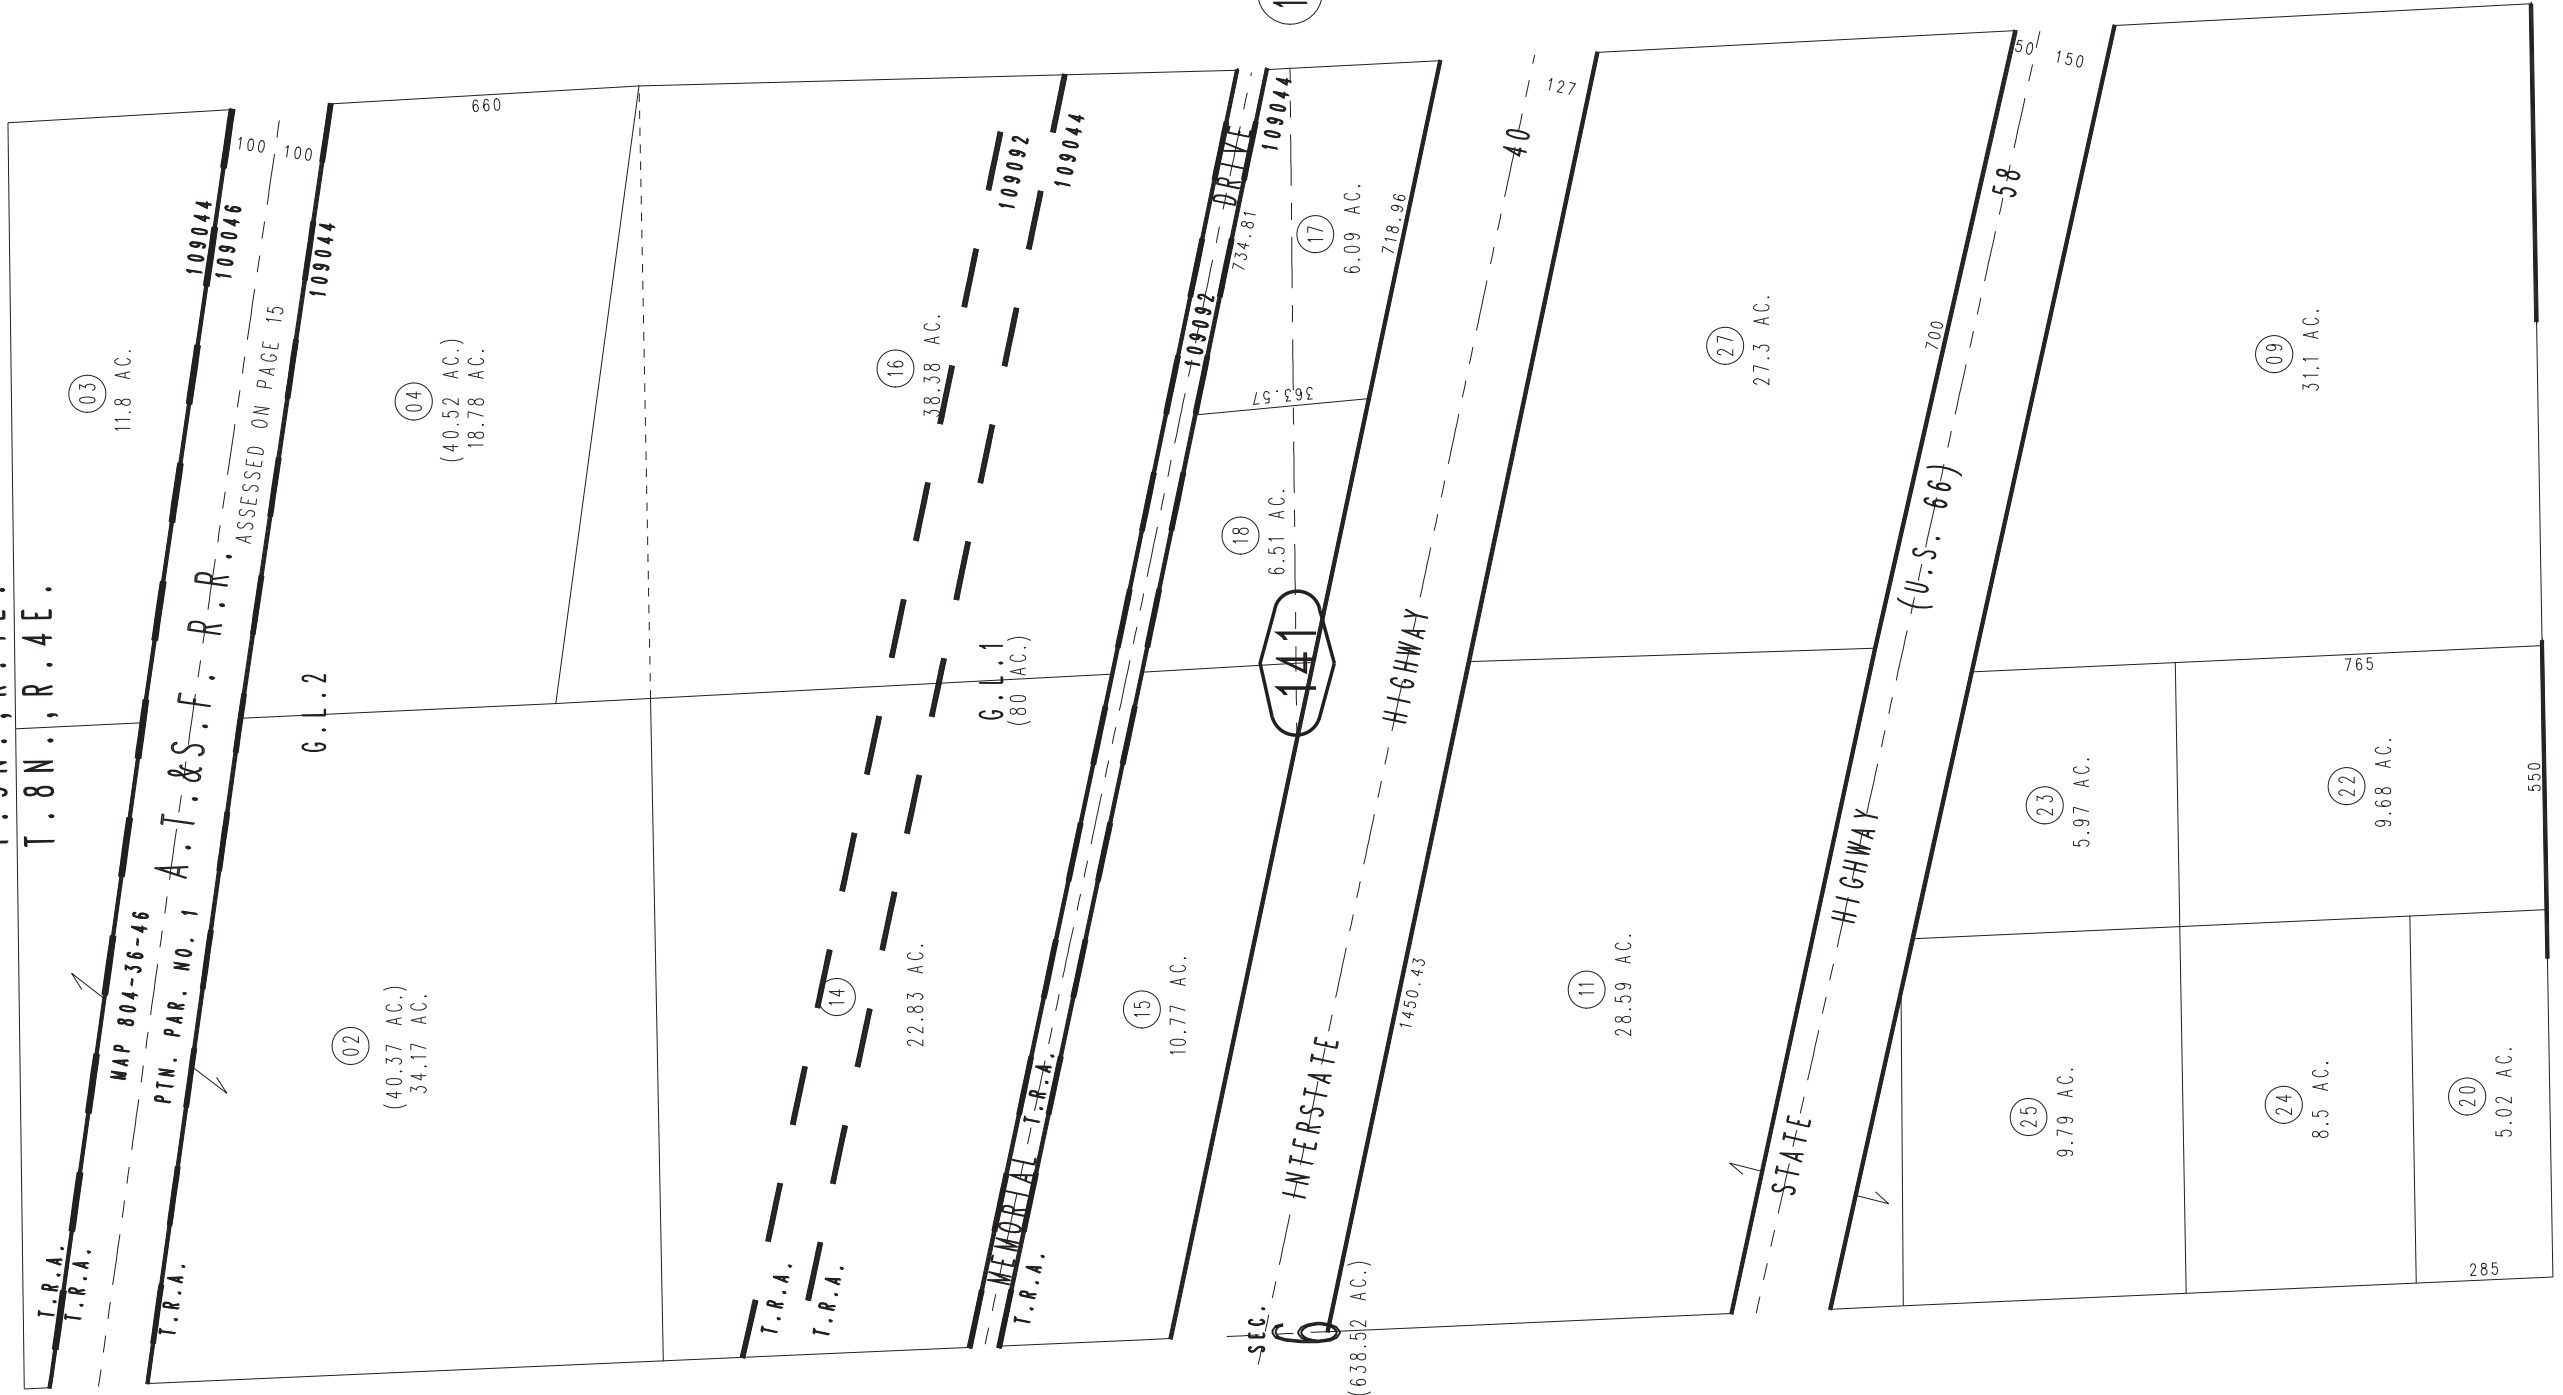 T.8N.,R.4E.
03
11.8 AC.
100
100
109044
109046
109044
ASSESSED ON PAGE 15
A.T.&S.F. R.R.
MAP 804-36-46
PTN. PAR. NO. 1
T.R.A.
T.R.A.
T.R.A.
660
04
(40.52 AC.)
18.78 AC.
G.L.2
02
(40.37 AC.)
34.17 AC.
16
38.38 AC.
109092
109044
G.L.1
(80 AC.)
14
22.83 AC.
T.R.A.
T.R.A.
MEMORIAL DRIVE
109092
T.R.A.
109044
T.R.A.
734.81
17
6.09 AC.
718.96
363.57
18
6.51 AC.
141
15
10.77 AC.
INTERSTATE HIGHWAY 40
127
SEC.
6
(638.52 AC.)
1450.43
27
27.3 AC.
11
28.59 AC.
700
50
150
STATE HIGHWAY 58
(U.S. 66)
09
31.1 AC.
765
23
5.97 AC.
22
9.68 AC.
550
25
9.79 AC.
24
8.5 AC.
20
5.02 AC.
285